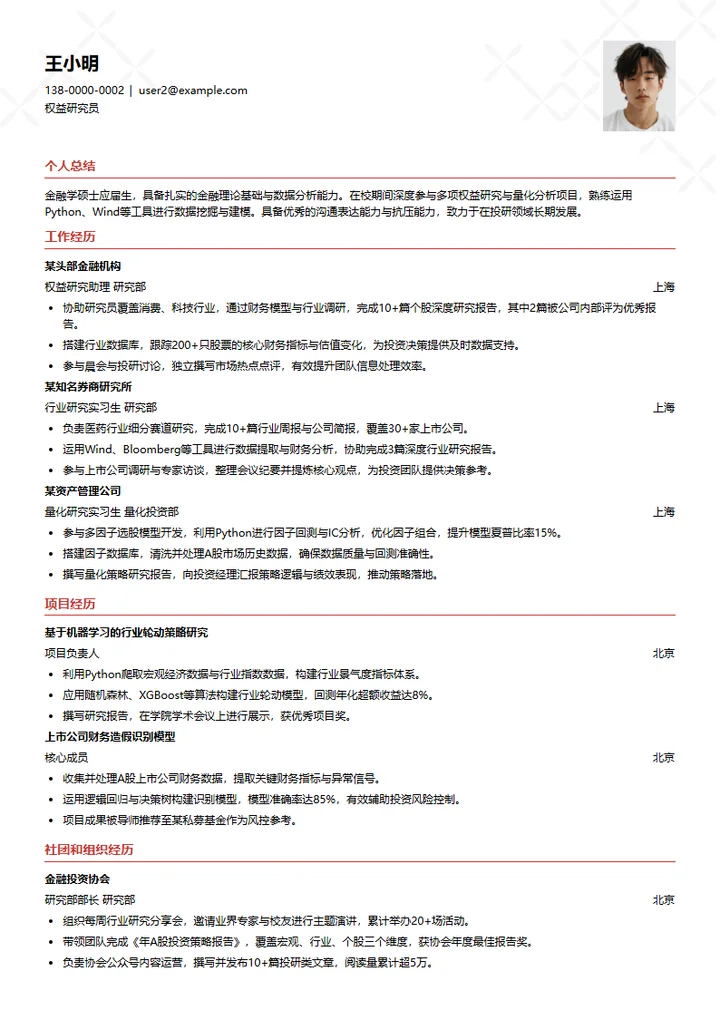 王小明
138-0000-0002 | user2@example.com
权益研究员
个人总结
金融学硕士应届生，具备扎实的金融理论基础与数据分析能力。在校期间深度参与多项权益研究与量化分析项目，熟练运用
Python、Wind等工具进行数据挖掘与建模。具备优秀的沟通表达能力与抗压能力，致力于在投研领域长期发展。
工作经历
某头部金融机构
权益研究助理 研究部 上海
• 协助研究员覆盖消费、科技行业，通过财务模型与行业调研，完成10+篇个股深度研究报告，其中2篇被公司内部评为优秀报
告。
• 搭建行业数据库，跟踪200+只股票的核心财务指标与估值变化，为投资决策提供及时数据支持。
• 参与晨会与投研讨论，独立撰写市场热点点评，有效提升团队信息处理效率。
某知名券商研究所
行业研究实习生 研究部 上海
• 负责医药行业细分赛道研究，完成10+篇行业周报与公司简报，覆盖30+家上市公司。
• 运用Wind、Bloomberg等工具进行数据提取与财务分析，协助完成3篇深度行业研究报告。
• 参与上市公司调研与专家访谈，整理会议纪要并提炼核心观点，为投资团队提供决策参考。
某资产管理公司
量化研究实习生 量化投资部 上海
• 参与多因子选股模型开发，利用Python进行因子回测与IC分析，优化因子组合，提升模型夏普比率15%。
• 搭建因子数据库，清洗并处理A股市场历史数据，确保数据质量与回测准确性。
• 撰写量化策略研究报告，向投资经理汇报策略逻辑与绩效表现，推动策略落地。
项目经历
基于机器学习的行业轮动策略研究
项目负责人 北京
• 利用Python爬取宏观经济数据与行业指数数据，构建行业景气度指标体系。
• 应用随机森林、XGBoost等算法构建行业轮动模型，回测年化超额收益达8%。
• 撰写研究报告，在学院学术会议上进行展示，获优秀项目奖。
上市公司财务造假识别模型
核心成员 北京
• 收集并处理A股上市公司财务数据，提取关键财务指标与异常信号。
• 运用逻辑回归与决策树构建识别模型，模型准确率达85%，有效辅助投资风险控制。
• 项目成果被导师推荐至某私募基金作为风控参考。
社团和组织经历
金融投资协会
研究部部长 研究部 北京
• 组织每周行业研究分享会，邀请业界专家与校友进行主题演讲，累计举办20+场活动。
• 带领团队完成《年A股投资策略报告》，覆盖宏观、行业、个股三个维度，获协会年度最佳报告奖。
• 负责协会公众号内容运营，撰写并发布10+篇投研类文章，阅读量累计超5万。